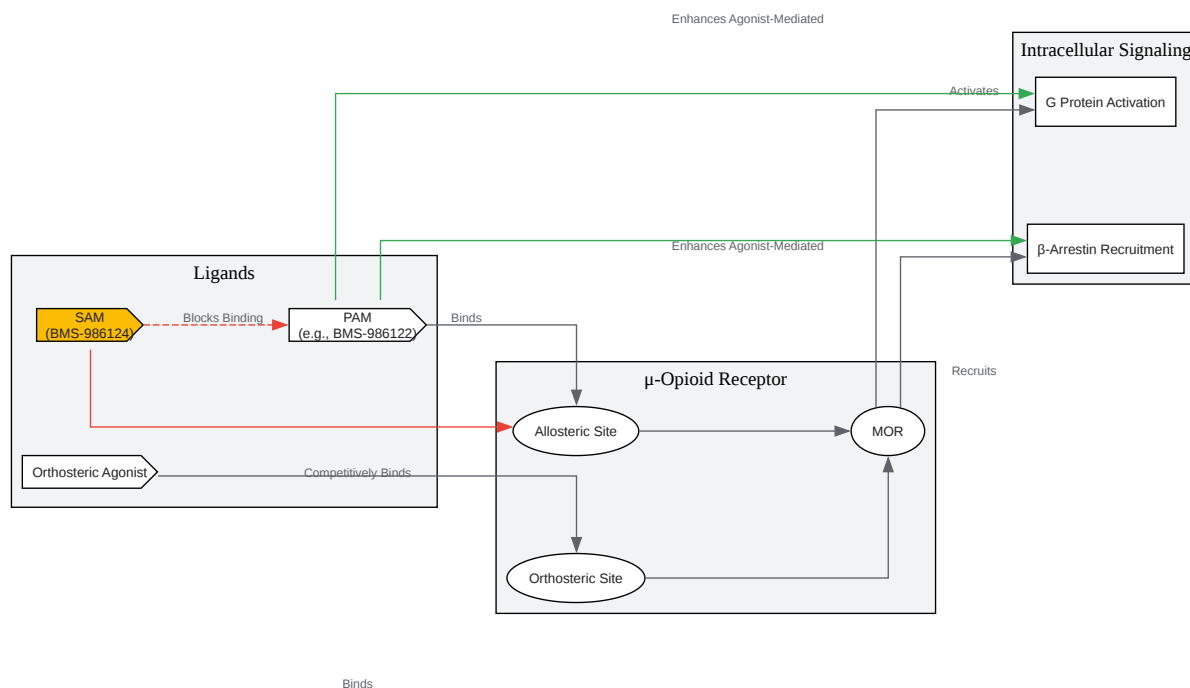 Enhances Agonist-Mediated
Intracellular Signaling
Activates
G Protein Activation
Enhances Agonist-Mediated
β-Arrestin Recruitment
Ligands
SAM
(BMS-986124)
Blocks Binding
PAM
(e.g., BMS-986122)
Binds
μ-Opioid Receptor
Recruits
Allosteric Site
MOR
Orthosteric Agonist
Competitively Binds
Orthosteric Site
Binds